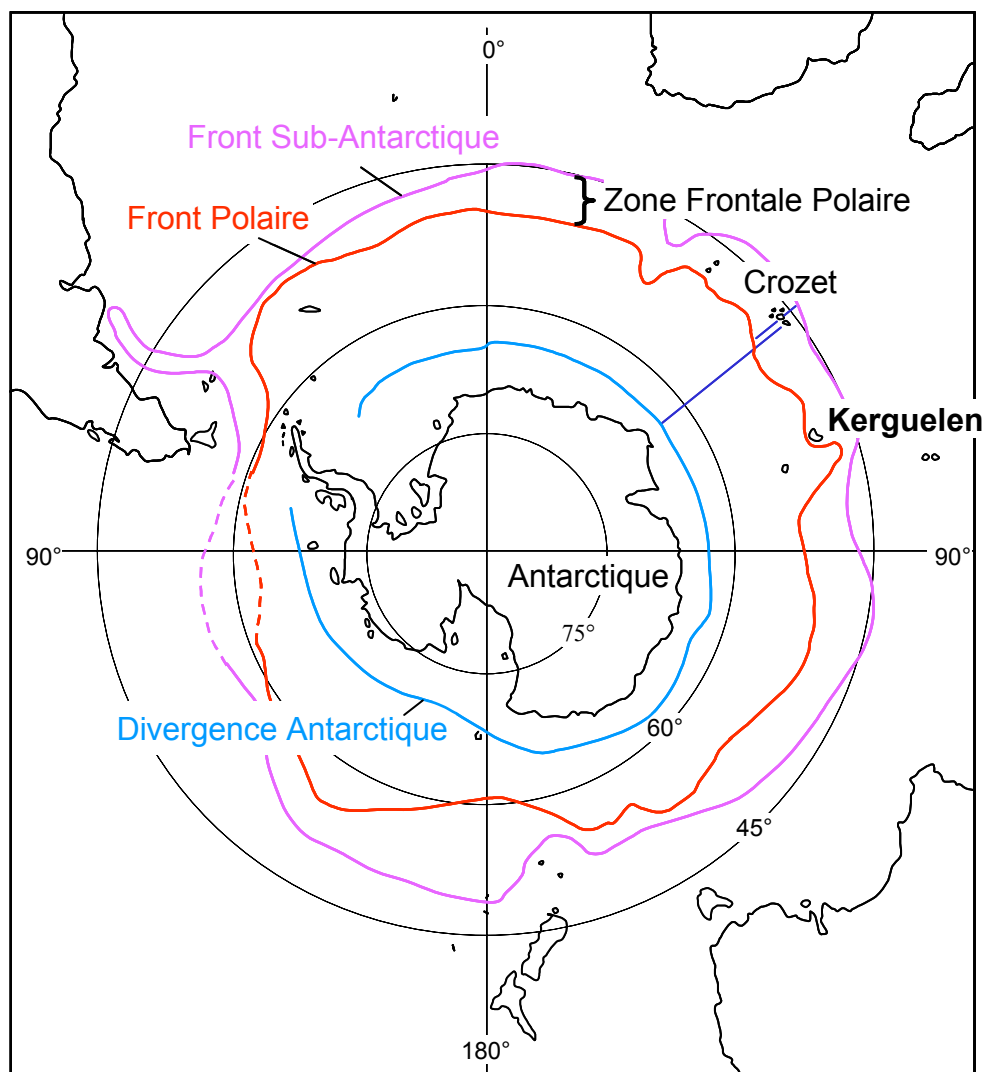 0°
Front Sub-Antarctique
Zone Frontale Polaire
Front Polaire
Crozet
Kerguelen
90°
90°
Antarctique
75°
Divergence Antarctique
60°
45°
180°